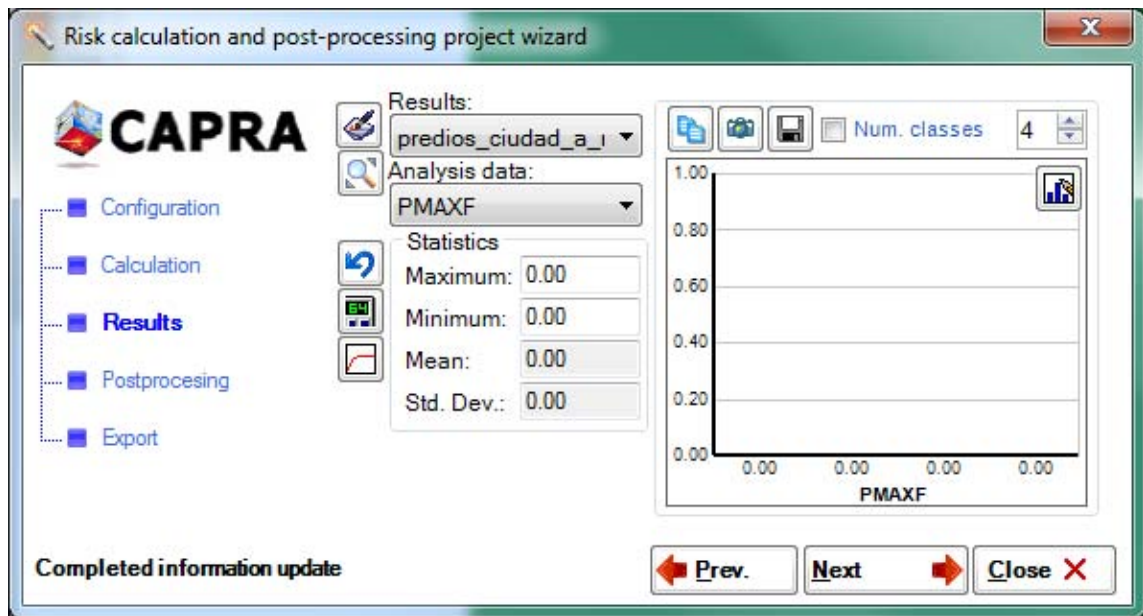 Risk calculation and post-processing project wizard
X
CAPRA
Configuration
Calculation
Results
Postprocesing
Export
Results:
predios_ciudad_a_
Analysis data:
PMAXF
Statistics
Maximum: 0.00
Minimum: 0.00
Mean: 0.00
Std. Dev.: 0.00
Num. classes 4
1.00
0.80
0.60
0.40
0.20
0.00
0.00 0.00 0.00 0.00
PMAXF
Completed information update
Prev. Next Close